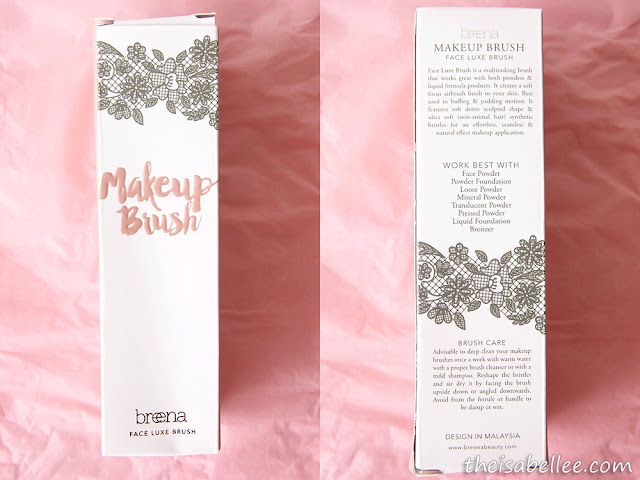 Makeup
Brush
breena
FACE LUXE BRUSH
breena
MAKEUP BRUSH
FACE LUXE BRUSH
Face Luxe Brush is a multitasking brush
that works great with both powders &
liquid formula products. It creates a soft
focus airbrush finish to your skin. Best
used in buffing & padding motion. It
features soft dome sculpted shape &
ultra soft (non-animal hair) synthetic
bristles for an effortless, seamless &
natural effect makeup application.
WORK BEST WITH
Face Powder
Powder Foundation
Loose Powder
Mineral Powder
Translucent Powder
Pressed Powder
Liquid Foundation
Bronzer
BRUSH CARE
Advisable to deep clean your makeup
brushes once a week with warm water
with a proper brush cleanser or with a
mild shampoo. Reshape the bristles
and air dry it by facing the brush
upside down or angled downwards.
Avoid from the ferrule or handle to
be damp or wet.
DESIGN IN MALAYSIA
www.breenabeauty.com
theisabellee.com